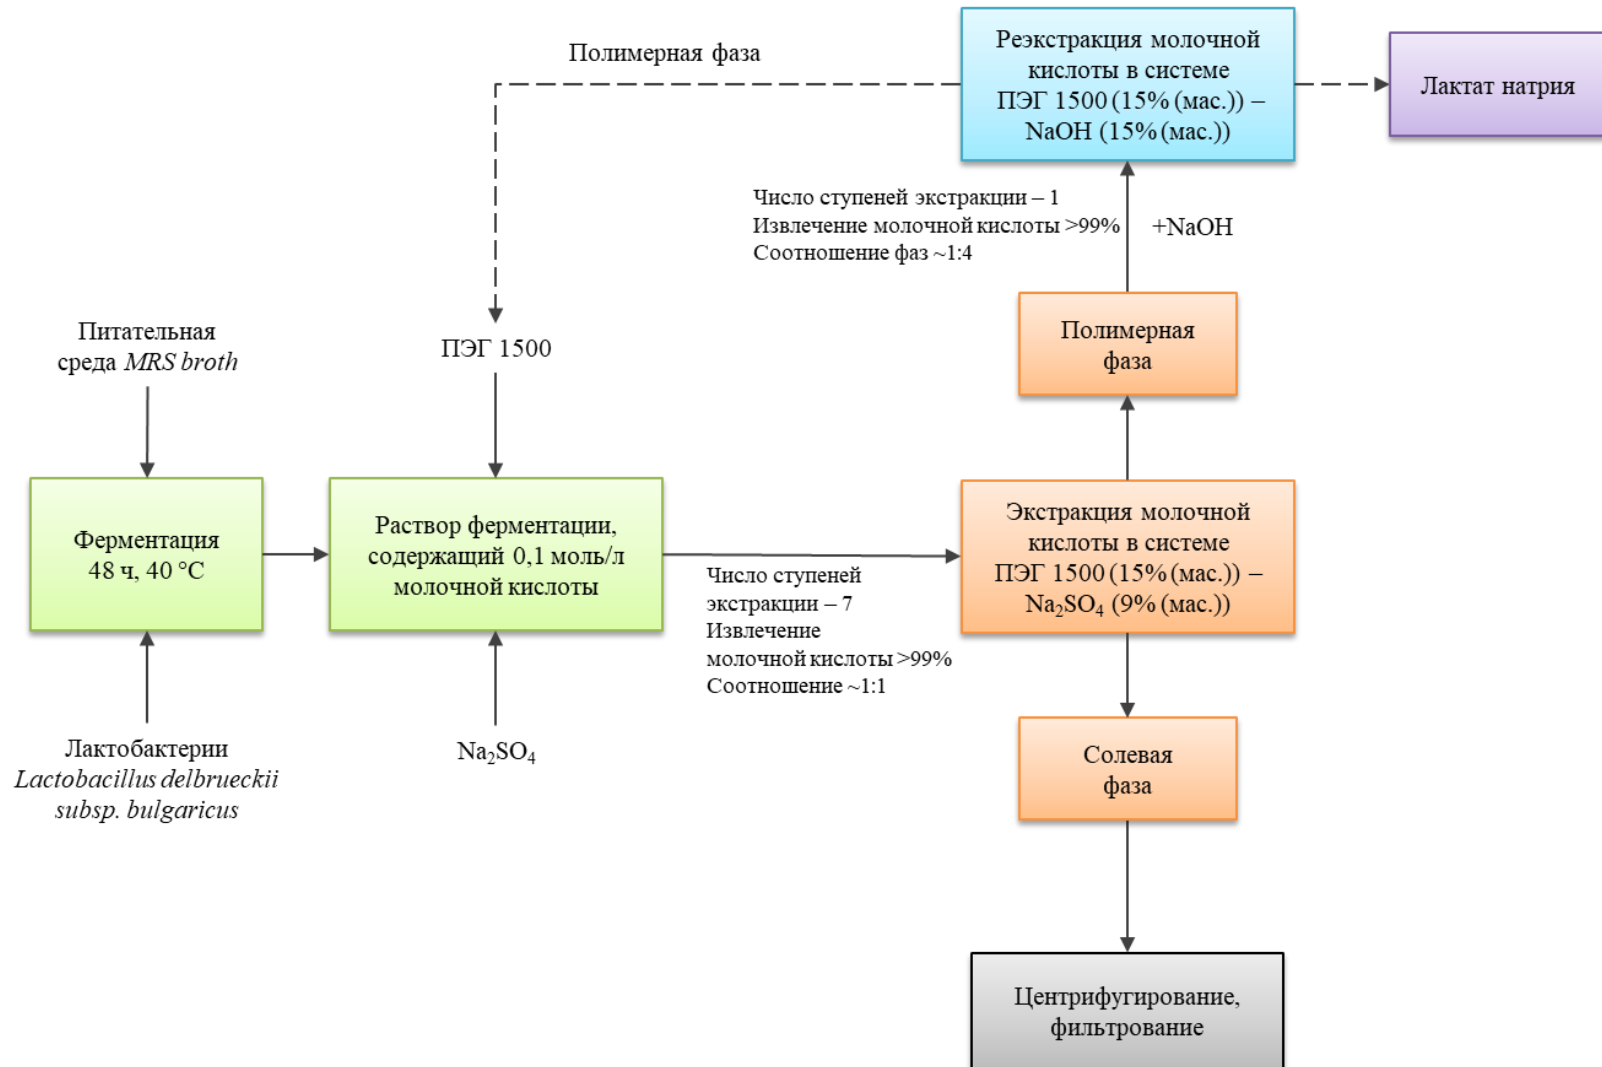 Полимерная фаза
Реэкстракция молочной
кислоты в системе
ПЭГ 1500 (15% (мас.)) –
NaOH (15% (мас.))
Лактат натрия
Число ступеней экстракции – 1
Извлечение молочной кислоты >99%
Соотношение фаз ~1:4
+NaOH
Полимерная
фаза
Питательная
среда MRS broth
ПЭГ 1500
Ферментация
48 ч, 40 °C
Раствор ферментации,
содержащий 0,1 моль/л
молочной кислоты
Число ступеней
экстракции – 7
Извлечение
молочной кислоты >99%
Соотношение ~1:1
Экстракция молочной
кислоты в системе
ПЭГ 1500 (15% (мас.)) –
Na₂SO₄ (9% (мас.))
Лактобактерии
Lactobacillus delbrueckii
subsp. bulgaricus
Na₂SO₄
Солевая
фаза
Центрифугирование,
фильтрование